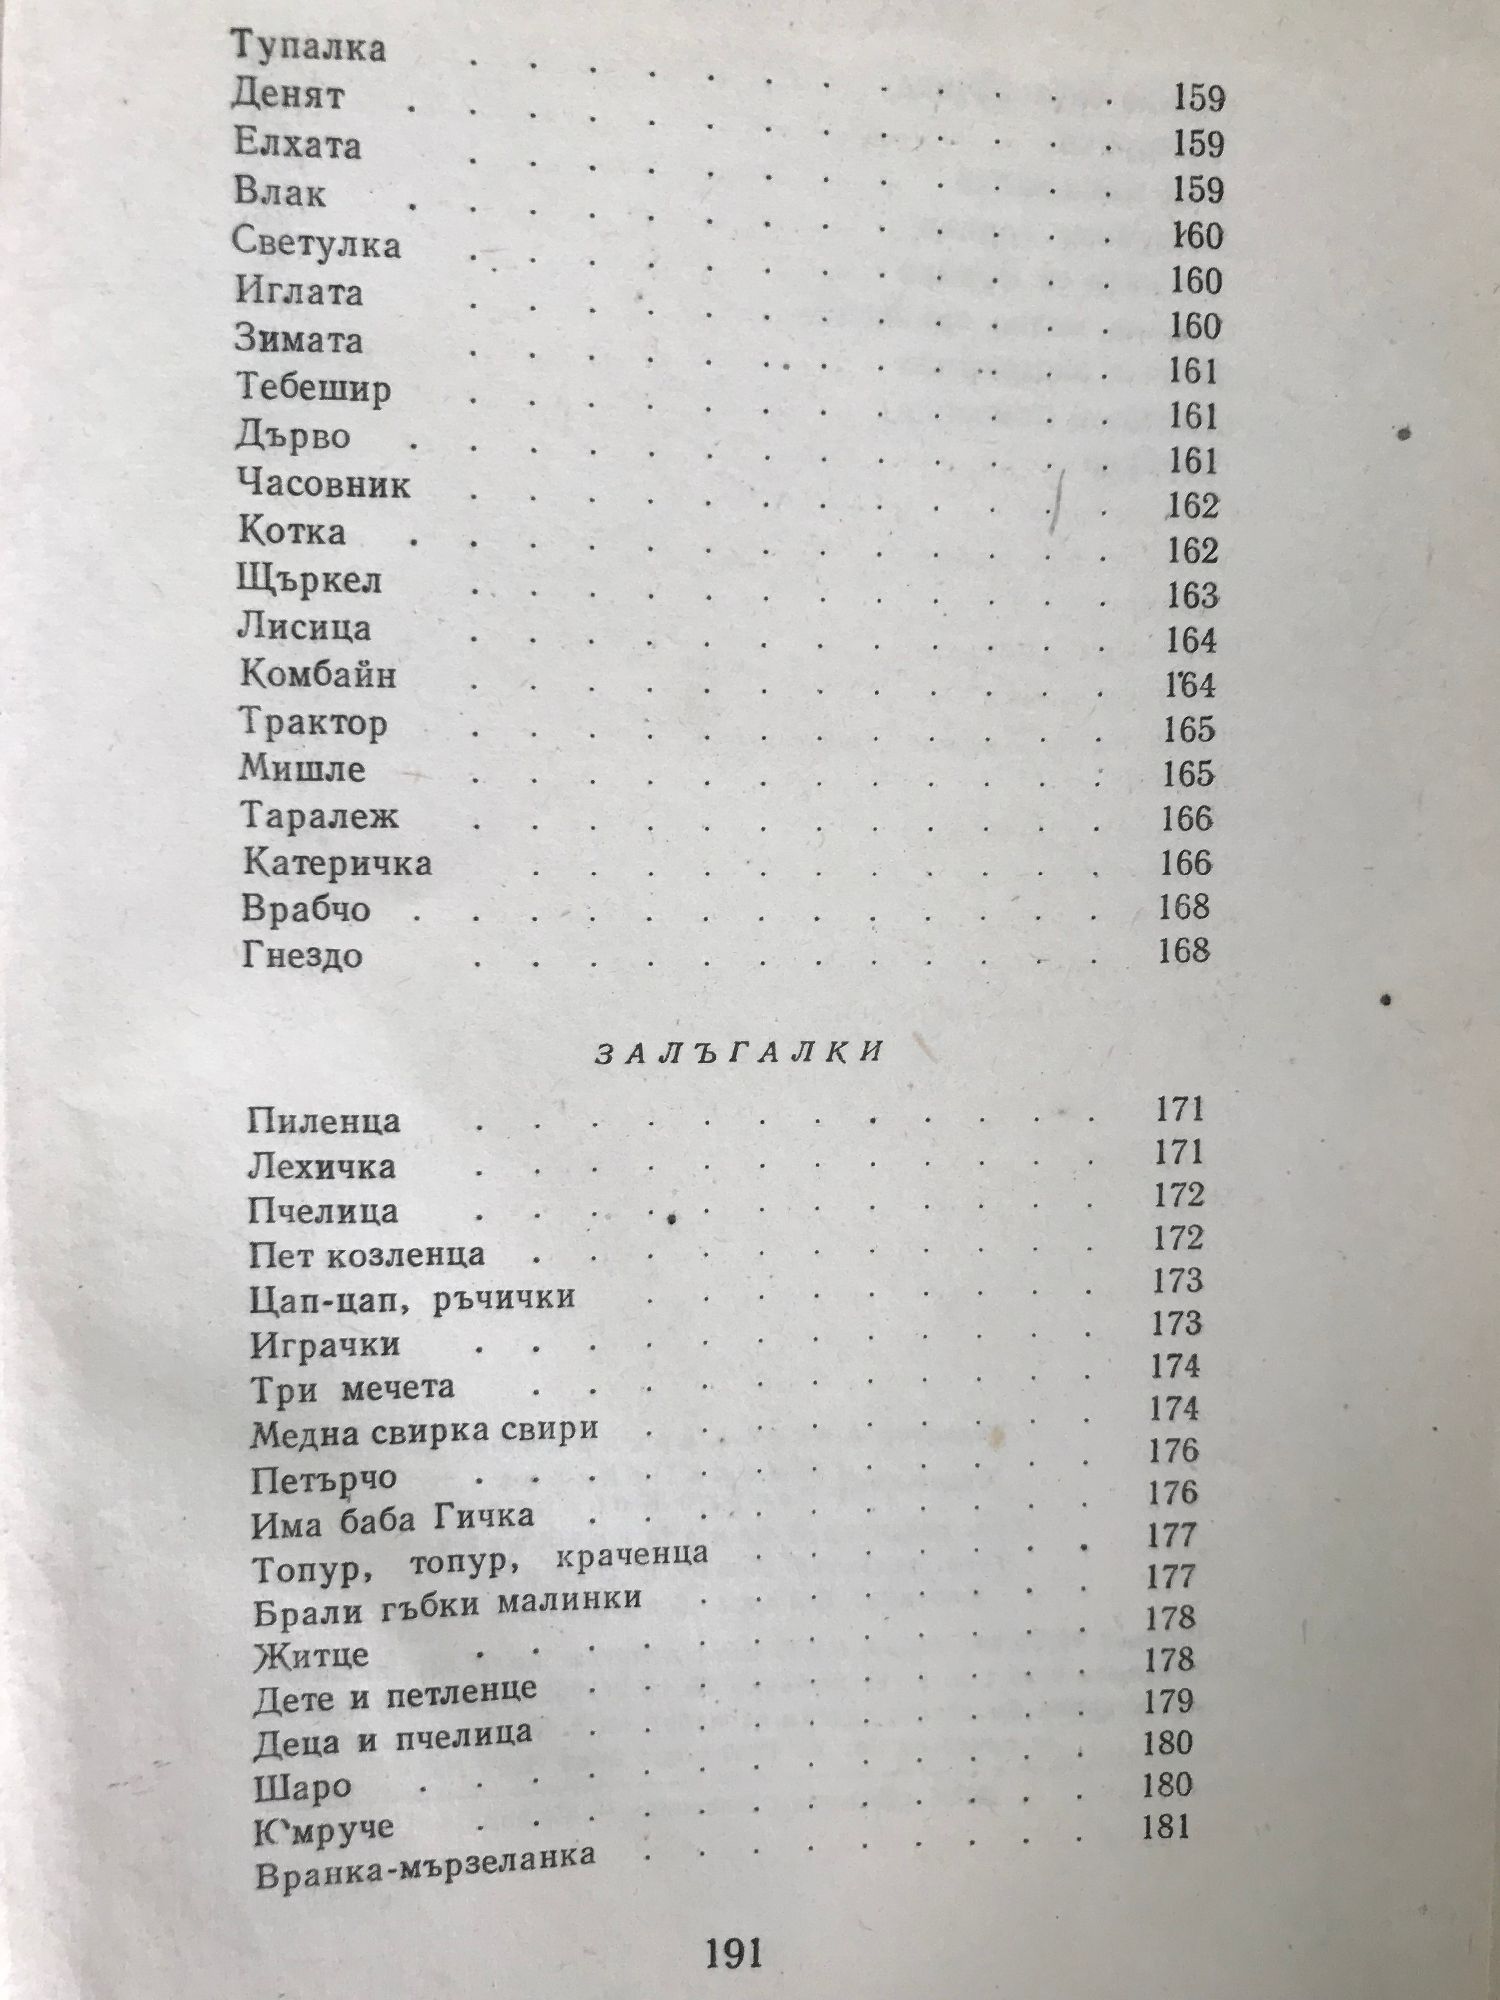 Тупалка . . . . . . . . . . . . 159
Денят . . . . . . . . . . . . . 159
Елхата . . . . . . . . . . . . 159
Влак . . . . . . . . . . . . . 160
Светулка . . . . . . . . . . . . 160
Иглата . . . . . . . . . . . . 160
Зимата . . . . . . . . . . . . 161
Тебешир . . . . . . . . . . . . 161
Дърво . . . . . . . . . . . . . 161
Часовник . . . . . . . . . . . . 162
Котка . . . . . . . . . . . . . 162
Щъркел . . . . . . . . . . . . 163
Лисица . . . . . . . . . . . . 164
Комбайн . . . . . . . . . . . . 164
Трактор . . . . . . . . . . . . 165
Мишле . . . . . . . . . . . . 165
Таралеж . . . . . . . . . . . . 166
Катеричка . . . . . . . . . . . 166
Врабчо . . . . . . . . . . . . . 168
Гнездо . . . . . . . . . . . . 168
ЗАЛЪГАЛКИ
Пиленца . . . . . . . . . . . . 171
Лехичка . . . . . . . . . . . . 171
Пчелица . . . . . . . . . . . . 172
Пет козленца . . . . . . . . . . . 172
Цап-цап, ръчички . . . . . . . . . 173
Играчки . . . . . . . . . . . . 173
Три мечета . . . . . . . . . . . 174
Медна свирка свири . . . . . . . . . 174
Петърчо . . . . . . . . . . . . 176
Има баба Гичка . . . . . . . . . . 176
Топур, топур, краченца . . . . . . . 177
Брали гъбки малинки . . . . . . . . 177
Житце . . . . . . . . . . . . 178
Дете и петленце . . . . . . . . . . 178
Деца и пчелица . . . . . . . . . . 179
Шаро . . . . . . . . . . . . . 180
К'мруче . . . . . . . . . . . . 180
Вранка-мързеланка . . . . . . . . . 181
191